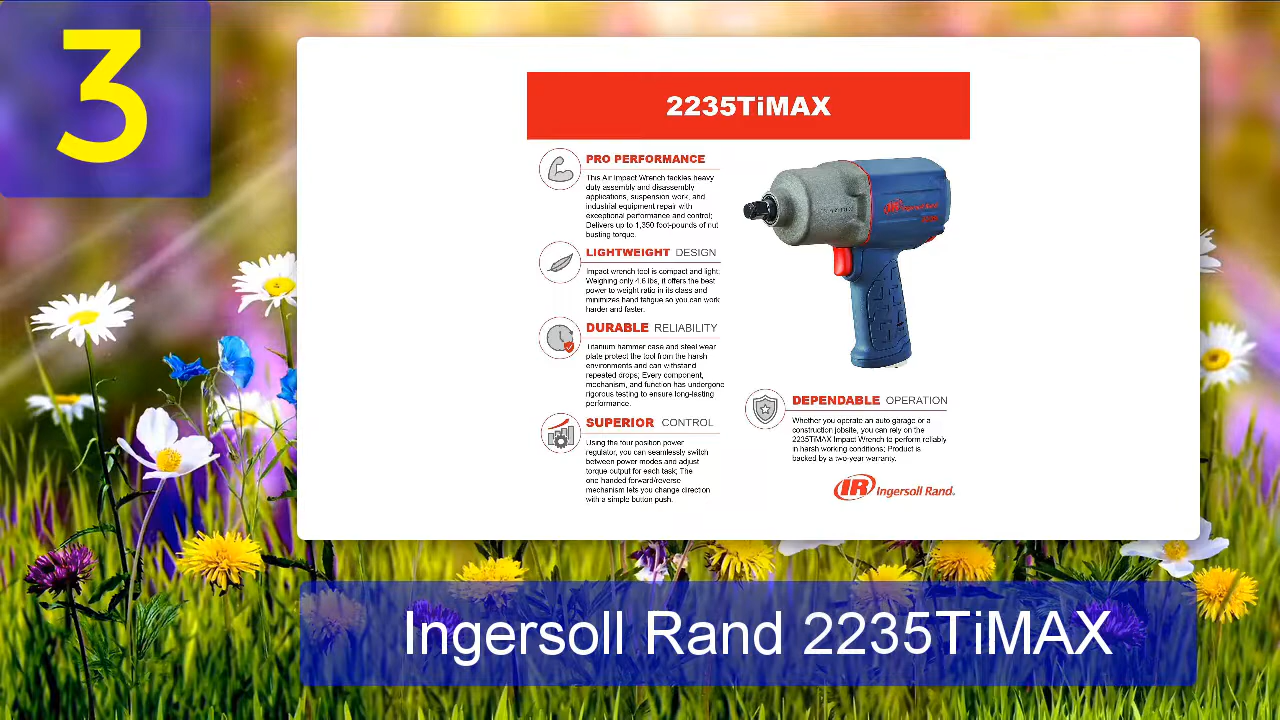 3
2235TiMAX
PRO PERFORMANCE
This Air Impact Wrench tackles heavy
duty assembly and disassembly
applications, suspension work, and
industrial equipment repair with
exceptional performance and control;
Delivers up to 1,350 foot-pounds of nut
busting torque.
LIGHTWEIGHT DESIGN
Impact wrench tool is compact and light.
Weighing only 4.6 lbs, it offers the best
power to weight ratio in its class and
minimizes hand fatigue so you can work
harder and faster.
DURABLE RELIABILITY
Titanium hammer case and steel wear
plate protect the tool from the harsh
environments and can withstand
repeated drops; Every component,
mechanism, and function has undergone
rigorous testing to ensure long-lasting
performance.
SUPERIOR CONTROL
Using the four position power
regulator, you can seamlessly switch
between power modes and adjust
torque output for each task; The
one-handed forward/reverse
mechanism lets you change direction
with a simple button push.
DEPENDABLE OPERATION
Whether you operate an auto garage or a
construction jobsite, you can rely on the
2235TiMAX Impact Wrench to perform reliably
in harsh working conditions; Product is
backed by a two-year warranty.
IR Ingersoll Rand®
Ingersoll Rand 2235TiMAX